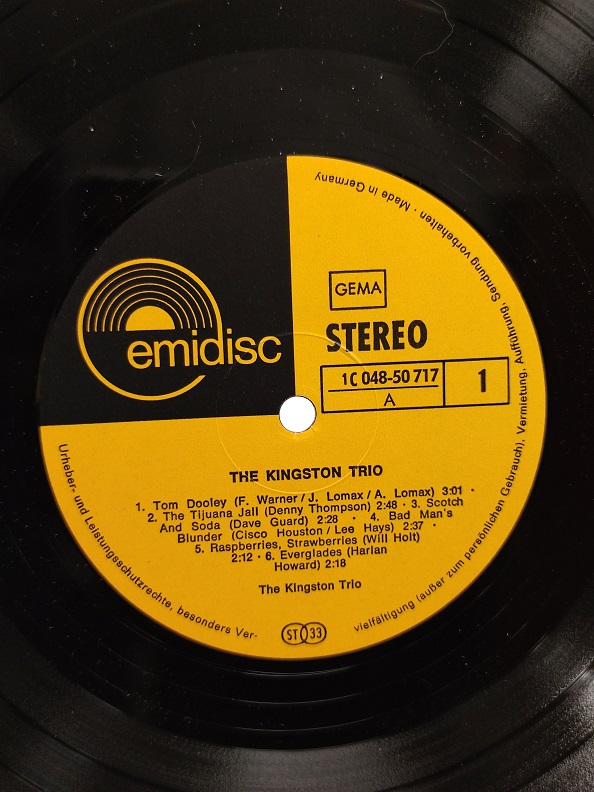 emidisc
GEMA
STEREO
1C 048-50 717
A
1
THE KINGSTON TRIO
1. Tom Dooley (F. Warner / J. Lomax / A. Lomax) 3:01 ·
2. The Tijuana Jall (Denny Thompson) 2:48 · 3. Scotch
And Soda (Dave Guard) 2:28 · 4. Bad Man's
Blunder (Cisco Houston / Lee Hays) 2:37 ·
5. Raspberries, Strawberries (Will Holt)
2:12 · 6. Everglades (Harlan
Howard) 2:18
The Kingston Trio
Urheber- und Leistungsschutzrechte, besonders Ver-
ST 33
vielfältigung (außer zum persönlichen Gebrauch), Vermietung, Aufführung, Sendung vorbehalten · Made in Germany